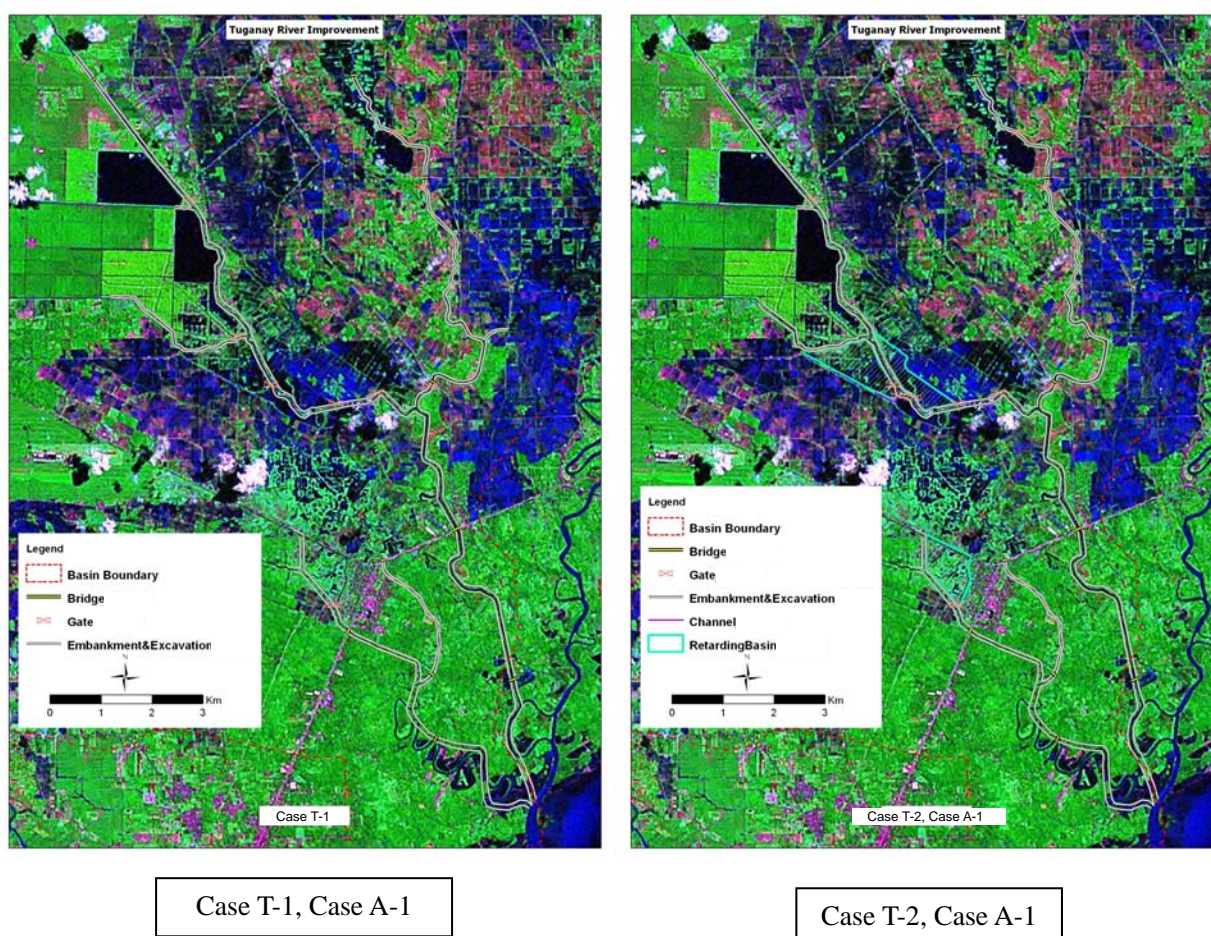 Tuganay River Improvement
Legend
Basin Boundary
Bridge
Gate
Embankment&Excavation
N
Km
0 1 2 3
Case T-1
Case T-1, Case A-1
Tuganay River Improvement
Legend
Basin Boundary
Bridge
Gate
Embankment&Excavation
Channel
RetardingBasin
N
Km
0 1 2 3
Case T-2, Case A-1
Case T-2, Case A-1